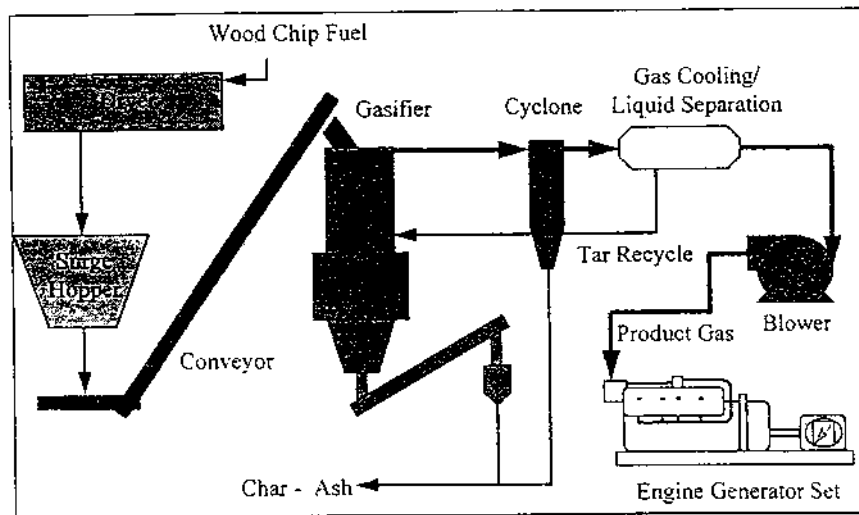 Wood Chip Fuel
Dryer
Gasifier
Cyclone
Gas Cooling/
Liquid Separation
Surge
Hopper
Tar Recycle
Conveyor
Product Gas
Blower
Char - Ash
Engine Generator Set